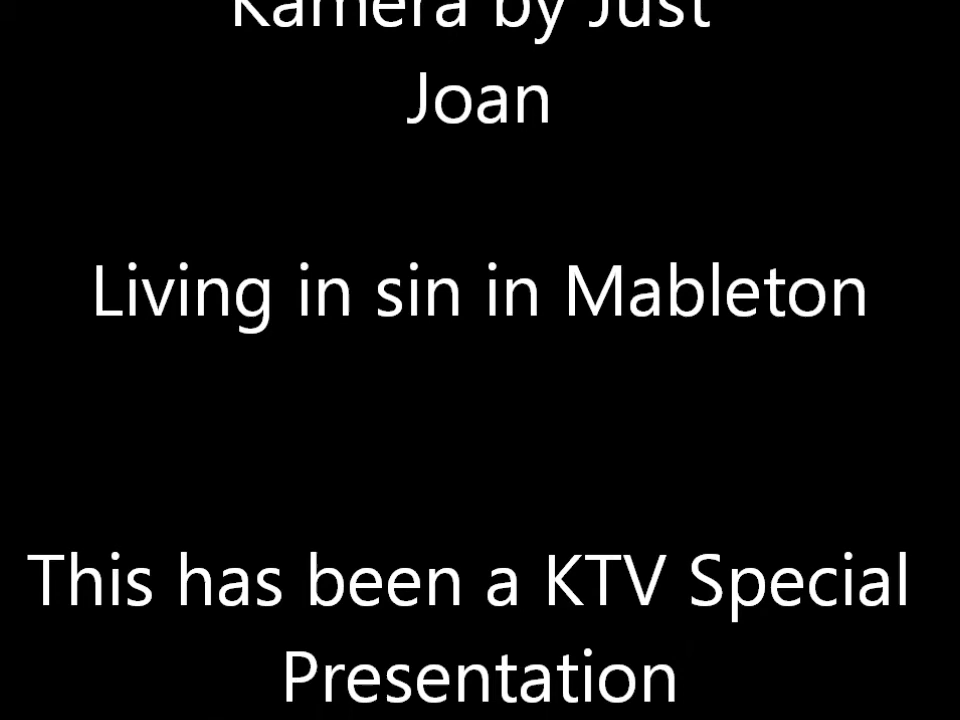 Kamera by Just
Joan
Living in sin in Mableton
This has been a KTV Special
Presentation